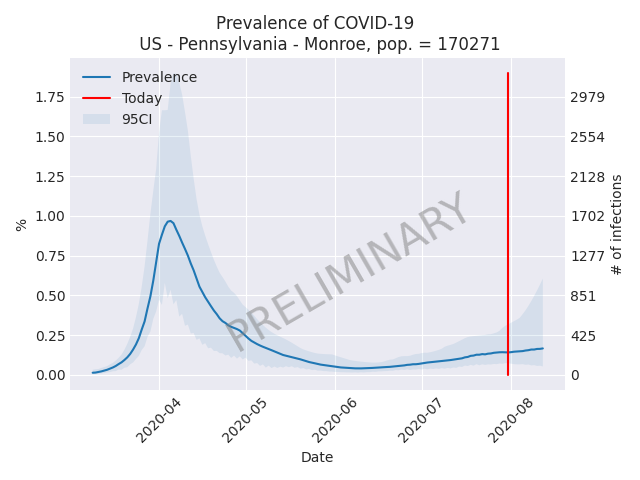 Prevalence of COVID-19
US - Pennsylvania - Monroe, pop. = 170271
Prevalence
Today
95CI
1.75
1.50
1.25
1.00
0.75
0.50
0.25
0.00
%
2979
2554
2128
1702
1277
851
425
0
# of infections
PRELIMINARY
2020-04
2020-05
2020-06
2020-07
2020-08
Date